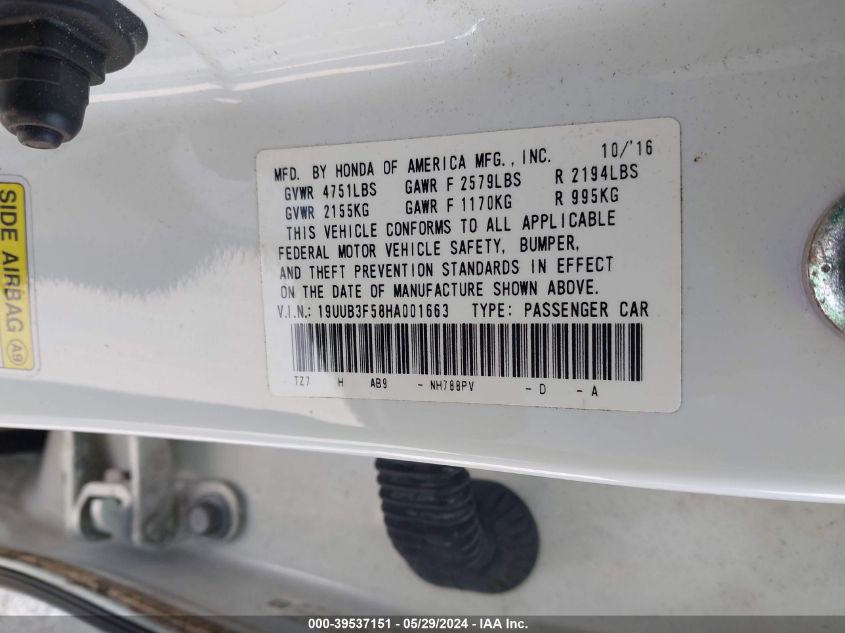 MFD. BY HONDA OF AMERICA MFG., INC. 10/'16
GVWR 4751LBS GAWR F 2579LBS R 2194LBS
GVWR 2155KG GAWR F 1170KG R 995KG
THIS VEHICLE CONFORMS TO ALL APPLICABLE
FEDERAL MOTOR VEHICLE SAFETY, BUMPER,
AND THEFT PREVENTION STANDARDS IN EFFECT
ON THE DATE OF MANUFACTURE SHOWN ABOVE.
V.I.N.: 19UUB3F58HA001663 TYPE: PASSENGER CAR
TZ7 H AB9 - NH788PV - D - A
SIDE AIRBAG A9
000-39537151 - 05/29/2024 - IAA Inc.